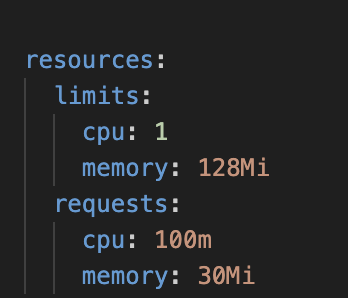 resources:
limits:
cpu: 1
memory: 128Mi
requests:
cpu: 100m
memory: 30Mi